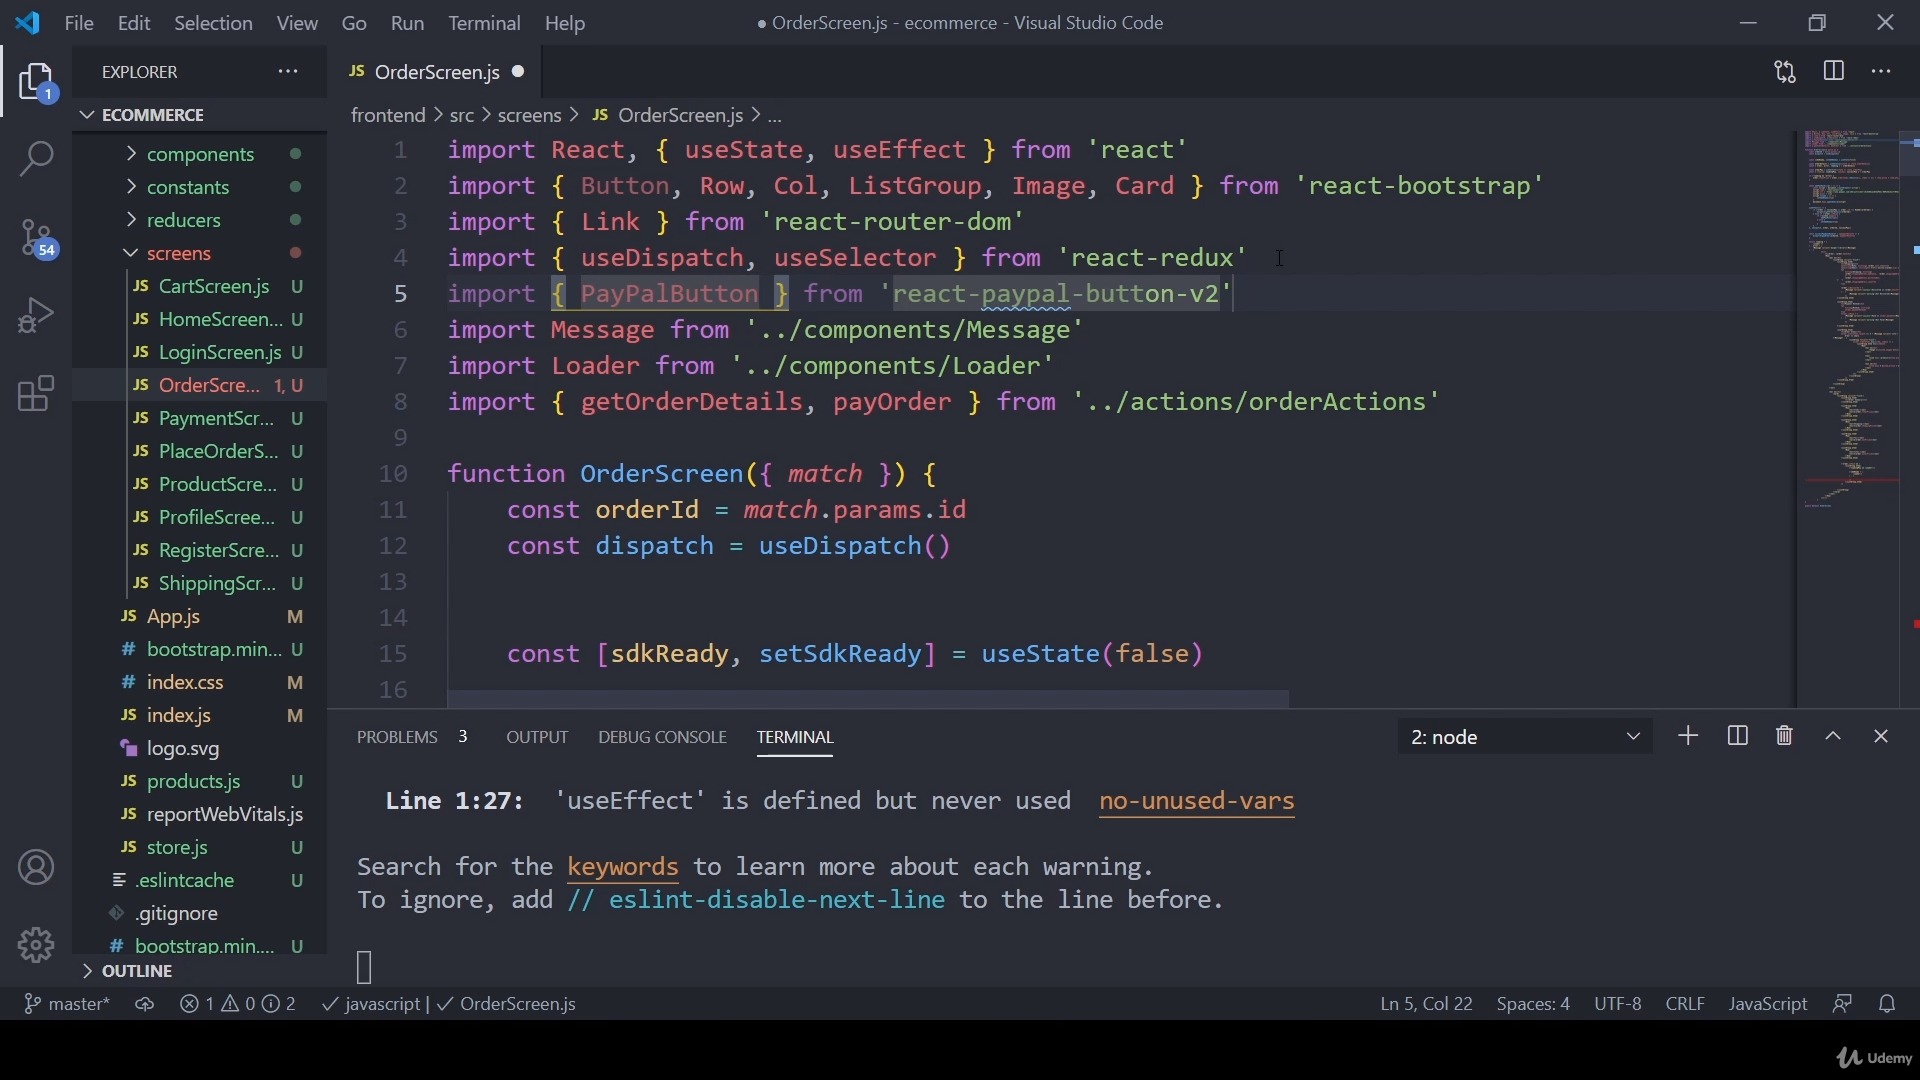 File Edit Selection View Go Run Terminal Help
● OrderScreen.js - ecommerce - Visual Studio Code
EXPLORER
ECOMMERCE
components
constants
reducers
screens
JS CartScreen.js U
JS HomeScreen... U
JS LoginScreen.js U
JS OrderScre... 1, U
JS PaymentScr... U
JS PlaceOrderS... U
JS ProductScre... U
JS ProfileScree... U
JS RegisterScre... U
JS ShippingScr... U
JS App.js M
# bootstrap.min.... U
# index.css M
JS index.js M
logo.svg
JS products.js U
JS reportWebVitals.js
JS store.js U
.eslintcache U
.gitignore
# bootstrap.min.... U
OUTLINE
1
54
JS OrderScreen.js ●
frontend > src > screens > JS OrderScreen.js > ...
1 import React, { useState, useEffect } from 'react'
2 import { Button, Row, Col, ListGroup, Image, Card } from 'react-bootstrap'
3 import { Link } from 'react-router-dom'
4 import { useDispatch, useSelector } from 'react-redux'
5 import { PayPalButton } from 'react-paypal-button-v2'
6 import Message from '../components/Message'
7 import Loader from '../components/Loader'
8 import { getOrderDetails, payOrder } from '../actions/orderActions'
9
10 function OrderScreen({ match }) {
11 const orderId = match.params.id
12 const dispatch = useDispatch()
13
14
15 const [sdkReady, setSdkReady] = useState(false)
16
PROBLEMS 3 OUTPUT DEBUG CONSOLE TERMINAL 2: node
Line 1:27: 'useEffect' is defined but never used no-unused-vars
Search for the keywords to learn more about each warning.
To ignore, add // eslint-disable-next-line to the line before.
master* 1 0 2 javascript | OrderScreen.js Ln 5, Col 22 Spaces: 4 UTF-8 CRLF JavaScript
Udemy